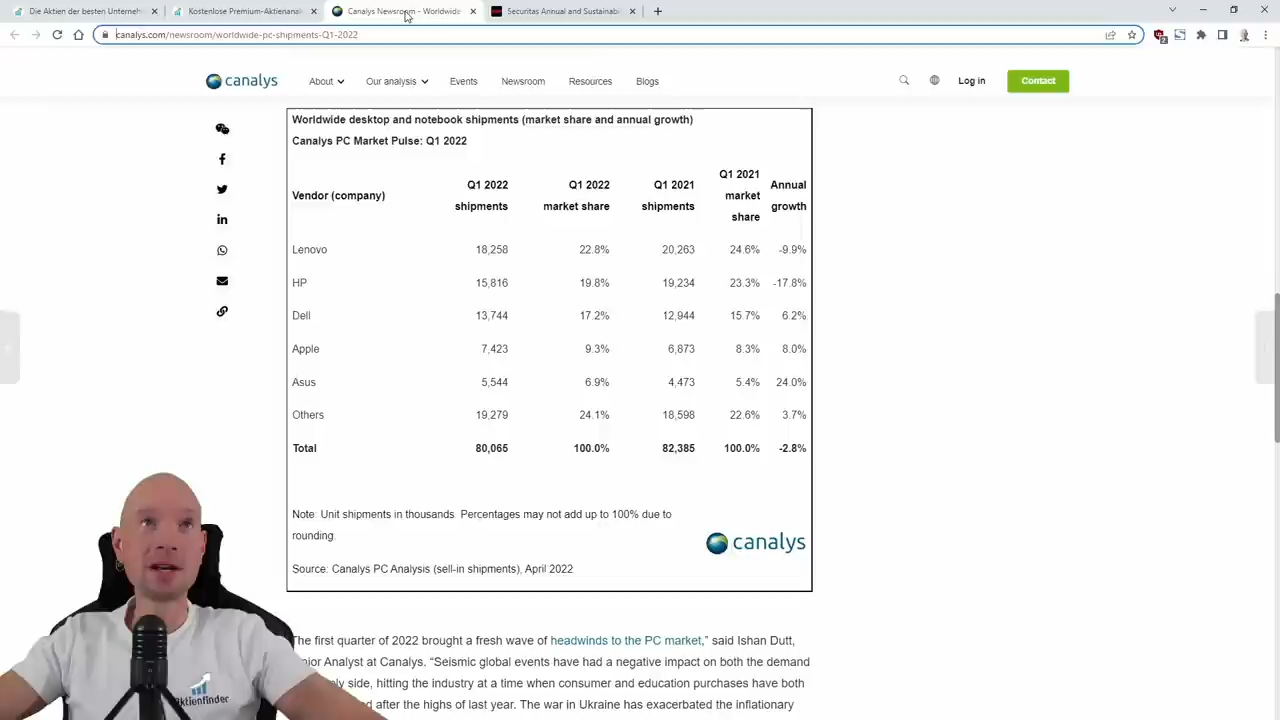 Die Aktien der besten Unterneh
Kostenlose Premium-Aktienanal
Canalys Newsroom - Worldwide
Securitas Annual and Sustainabi
canalys.com/newsroom/worldwide-pc-shipments-Q1-2022
canalys
About
Our analysis
Events
Newsroom
Resources
Blogs
Log in
Contact
Worldwide desktop and notebook shipments (market share and annual growth)
Canalys PC Market Pulse: Q1 2022
Vendor (company) Q1 2022 shipments Q1 2022 market share Q1 2021 shipments Q1 2021 market share Annual growth
Lenovo 18,258 22.8% 20,263 24.6% -9.9%
HP 15,816 19.8% 19,234 23.3% -17.8%
Dell 13,744 17.2% 12,944 15.7% 6.2%
Apple 7,423 9.3% 6,873 8.3% 8.0%
Asus 5,544 6.9% 4,473 5.4% 24.0%
Others 19,279 24.1% 18,598 22.6% 3.7%
Total 80,065 100.0% 82,385 100.0% -2.8%
Note: Unit shipments in thousands. Percentages may not add up to 100% due to
rounding.
canalys
Source: Canalys PC Analysis (sell-in shipments), April 2022
The first quarter of 2022 brought a fresh wave of headwinds to the PC market,” said Ishan Dutt,
Analyst at Canalys. “Seismic global events have had a negative impact on both the demand
side, hitting the industry at a time when consumer and education purchases have both
after the highs of last year. The war in Ukraine has exacerbated the inflationary
aktienfinder